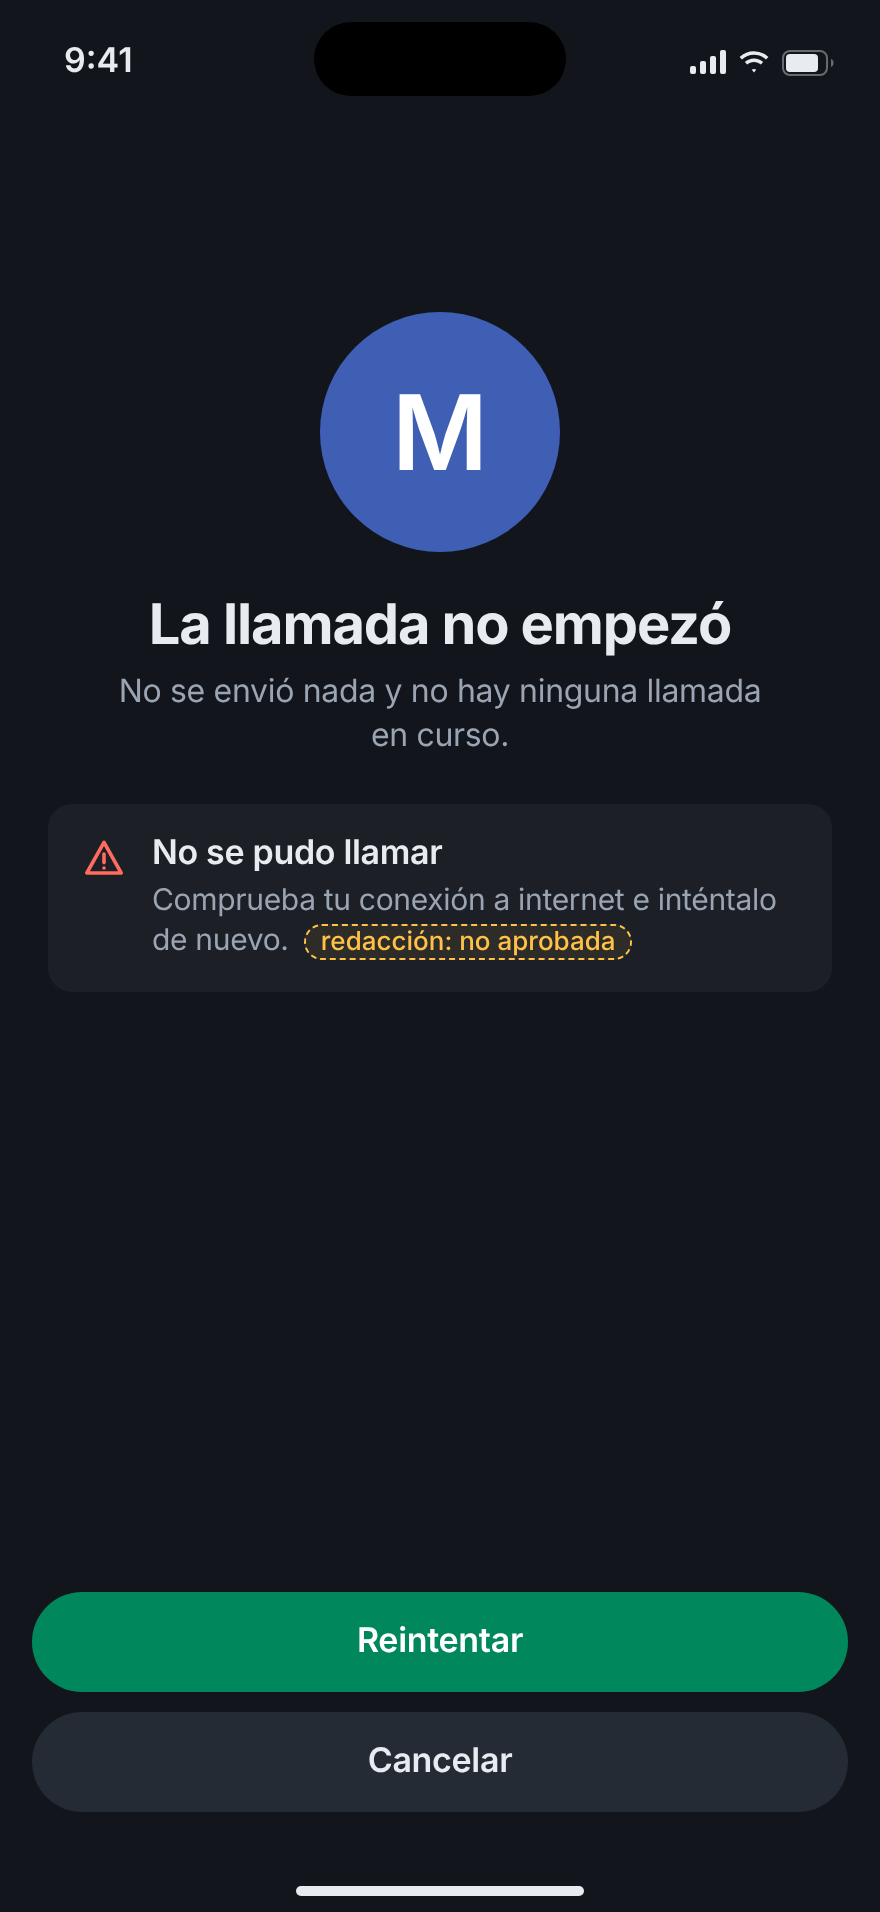 9:41
M
La llamada no empezó
No se envió nada y no hay ninguna llamada
en curso.
No se pudo llamar
Comprueba tu conexión a internet e inténtalo
de nuevo. redacción: no aprobada
Reintentar
Cancelar